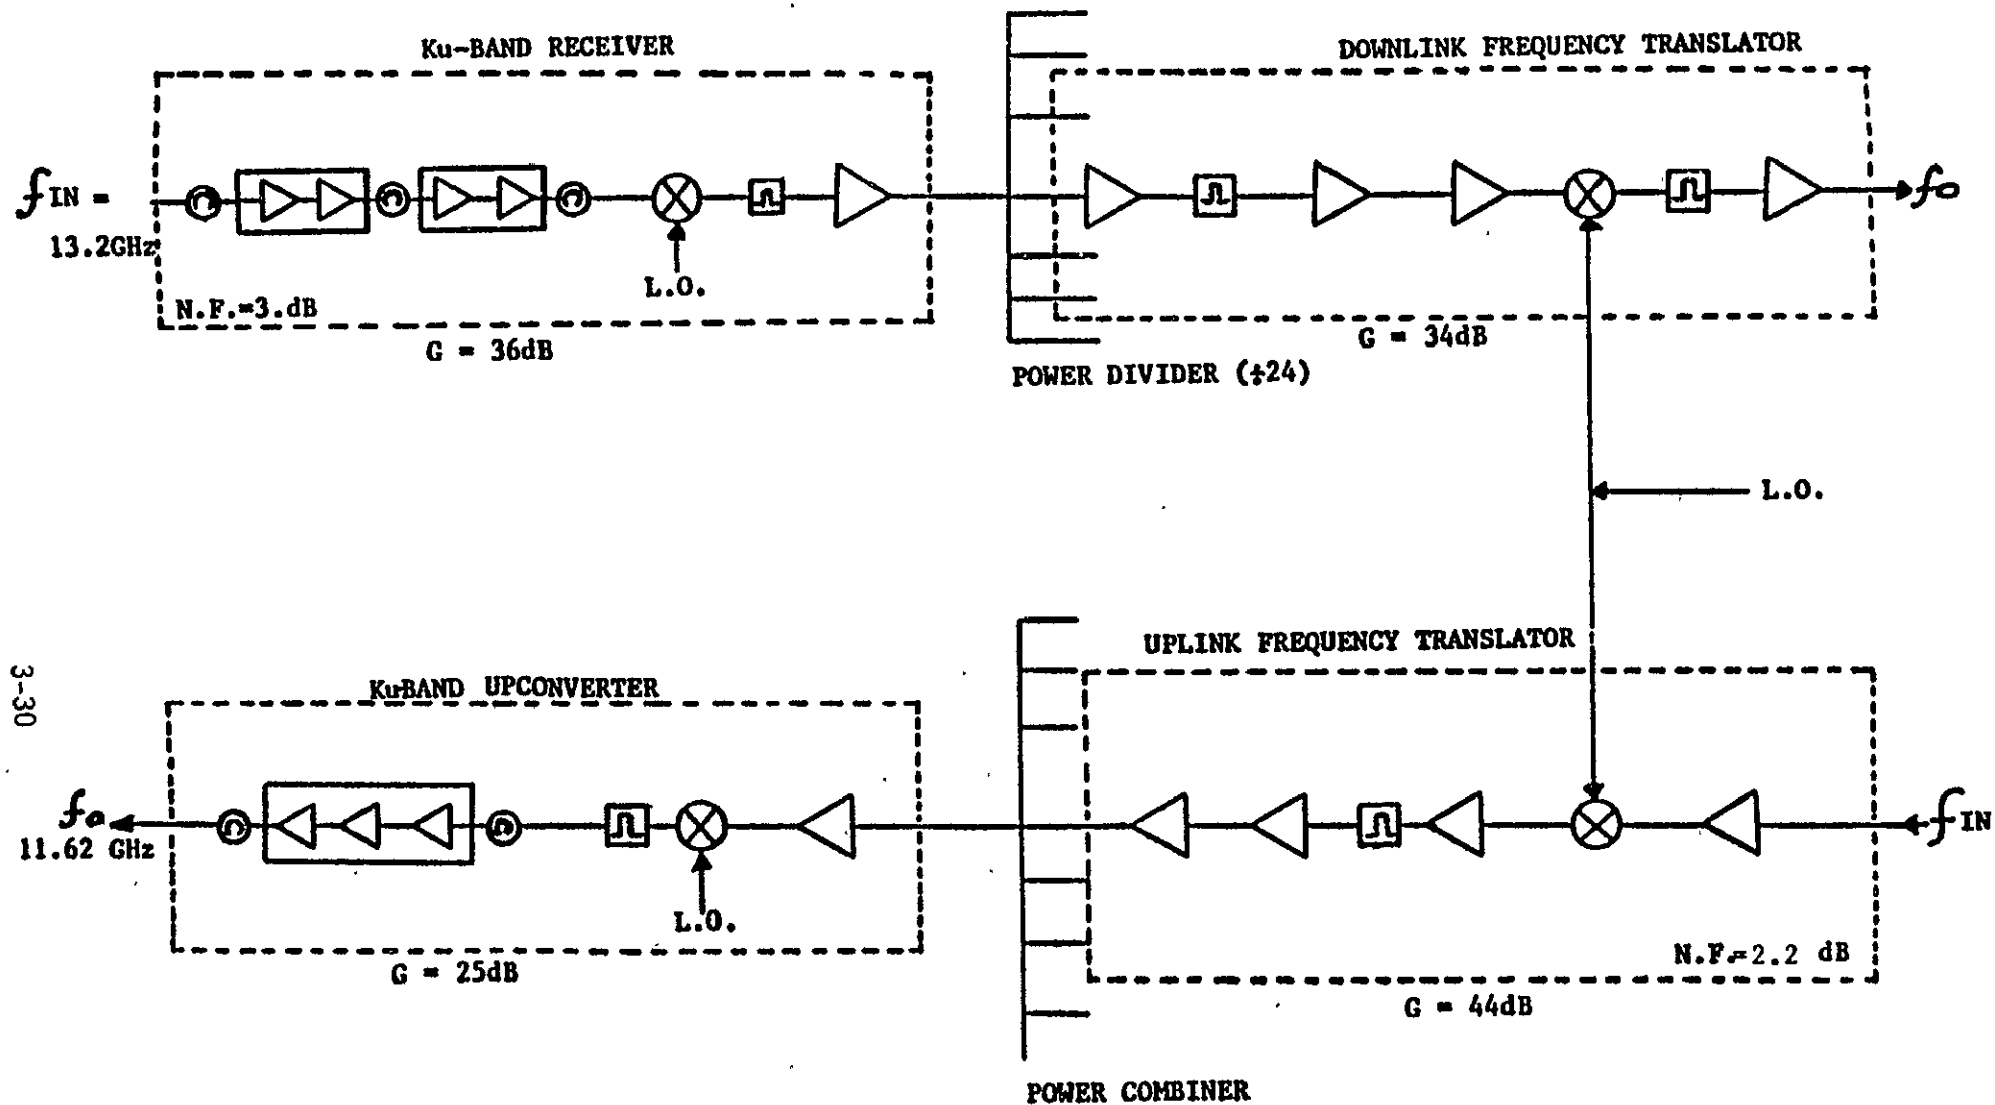 Ku-BAND RECEIVER
DOWNLINK FREQUENCY TRANSLATOR
fIN =
13.2GHz
L.O.
N.F.=3.dB
G = 36dB
fo
G = 34dB
POWER DIVIDER (÷24)
L.O.
UPLINK FREQUENCY TRANSLATOR
KuBAND UPCONVERTER
3-30
fo
11.62 GHz
L.O.
G = 25dB
fIN
N.F.=2.2 dB
G = 44dB
POWER COMBINER